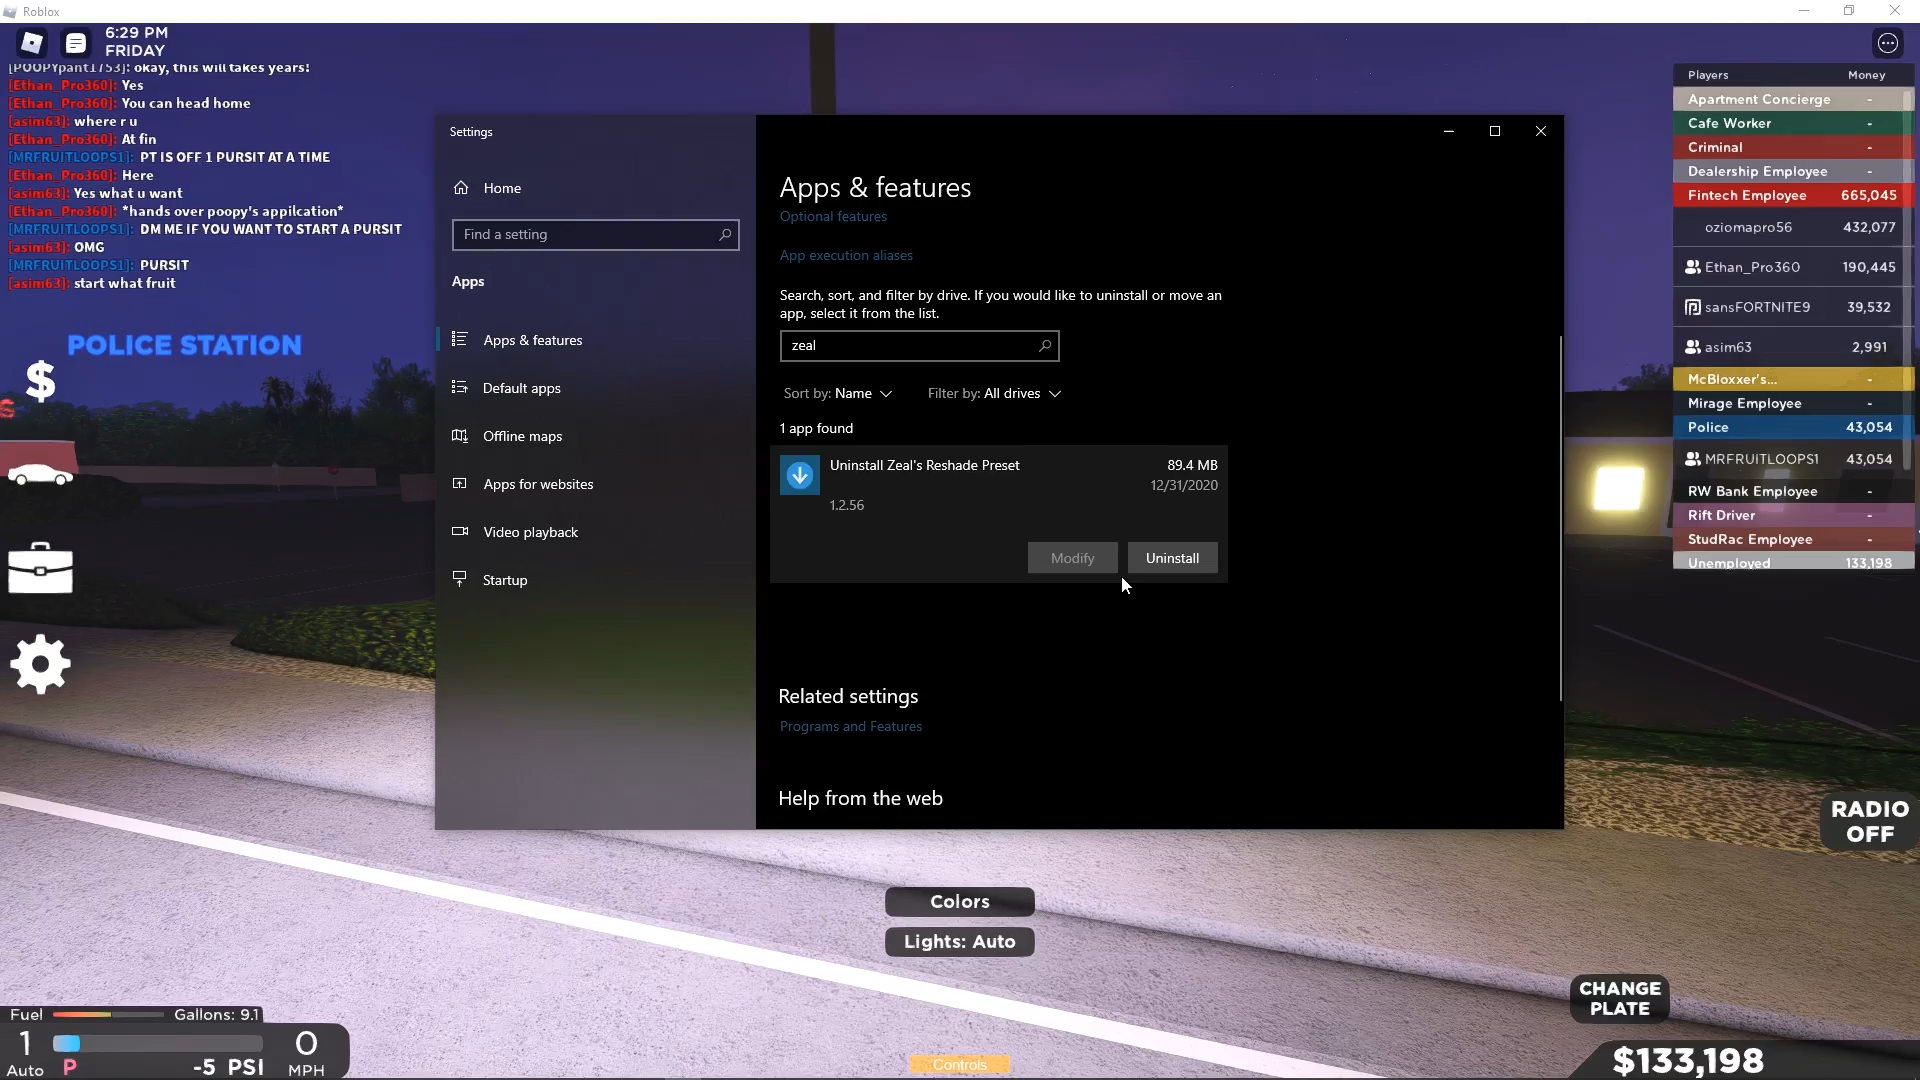 Roblox
6:29 PM
FRIDAY
[POOPYpant1753]: okay, this will takes years!
[Ethan_Pro360]: Yes
[Ethan_Pro360]: You can head home
[asim63]: where r u
[Ethan_Pro360]: At fin
[MRFRUITLOOPS1]: PT IS OFF 1 PURSIT AT A TIME
[Ethan_Pro360]: Here
[asim63]: Yes what u want
[Ethan_Pro360]: *hands over poopy's appilcation*
[MRFRUITLOOPS1]: DM ME IF YOU WANT TO START A PURSIT
[asim63]: OMG
[MRFRUITLOOPS1]: PURSIT
[asim63]: start what fruit
POLICE STATION
$
Settings
Home
Find a setting
Apps
Apps & features
Default apps
Offline maps
Apps for websites
Video playback
Startup
Apps & features
Optional features
App execution aliases
Search, sort, and filter by drive. If you would like to uninstall or move an
app, select it from the list.
zeal
Sort by: Name Filter by: All drives
1 app found
Uninstall Zeal's Reshade Preset 89.4 MB
12/31/2020
1.2.56
Modify Uninstall
Related settings
Programs and Features
Help from the web
Players Money
Apartment Concierge -
Cafe Worker -
Criminal -
Dealership Employee -
Fintech Employee 665,045
oziomapro56 432,077
Ethan_Pro360 190,445
sansFORTNITE9 39,532
asim63 2,991
McBloxxer's... -
Mirage Employee -
Police 43,054
MRFRUITLOOPS1 43,054
RW Bank Employee -
Rift Driver -
StudRac Employee -
Unemployed 133,198
RADIO
OFF
Colors
Lights: Auto
CHANGE
PLATE
Fuel Gallons: 9.1
1 0
Auto P -5 PSI MPH
Controls
$133,198